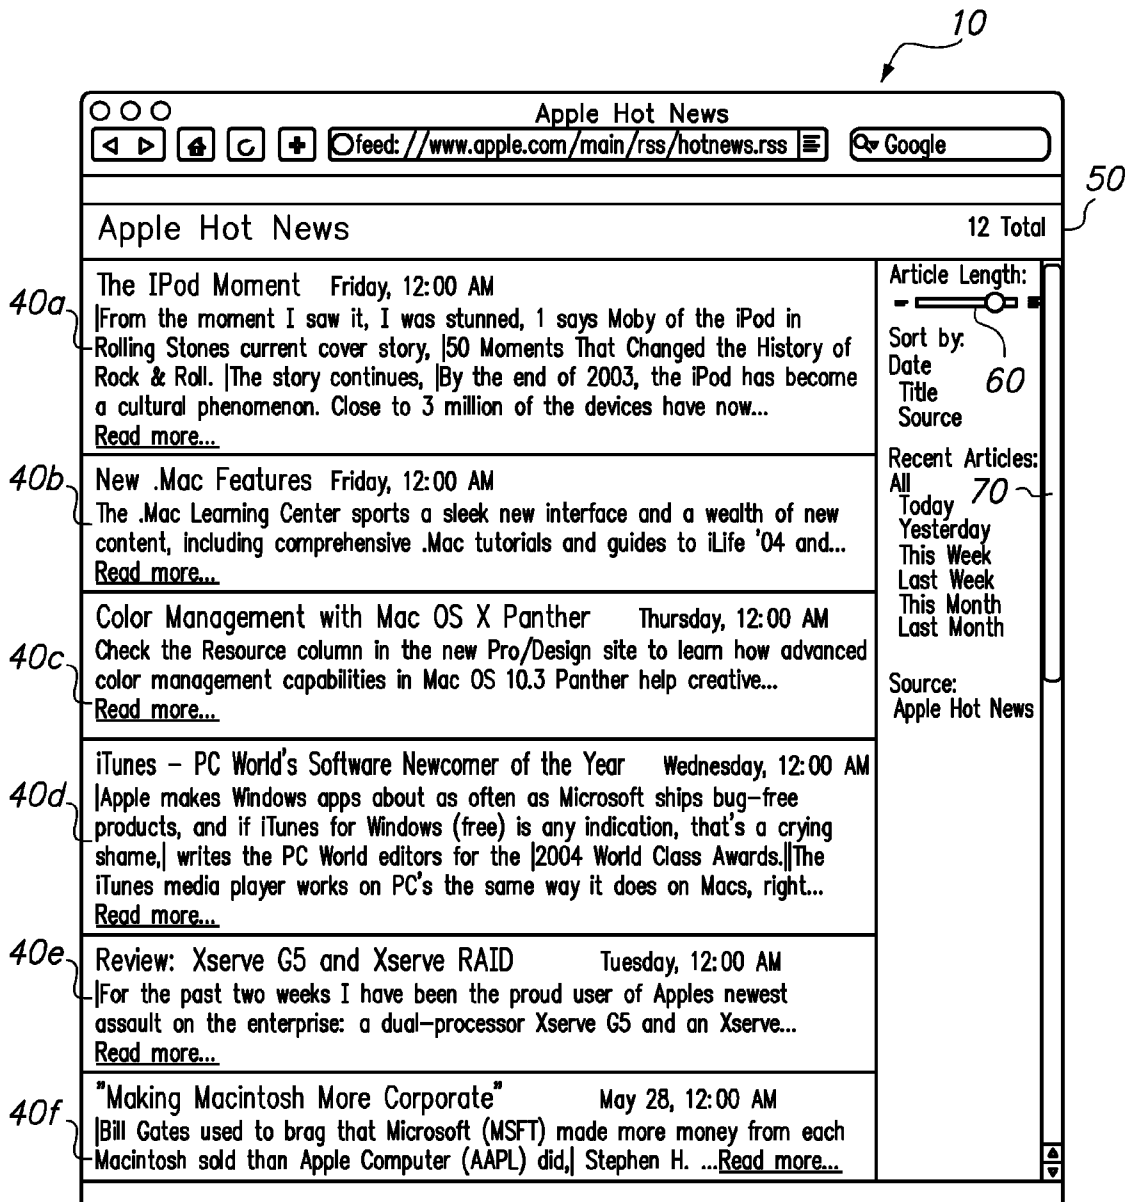 10
Apple Hot News
feed: //www.apple.com/main/rss/hotnews.rss
Google
50
Apple Hot News
12 Total
40a
The IPod Moment Friday, 12:00 AM
|From the moment I saw it, I was stunned, 1 says Moby of the iPod in
Rolling Stones current cover story, |50 Moments That Changed the History of
Rock & Roll. |The story continues, |By the end of 2003, the iPod has become
a cultural phenomenon. Close to 3 million of the devices have now...
Read more...
40b
New .Mac Features Friday, 12:00 AM
The .Mac Learning Center sports a sleek new interface and a wealth of new
content, including comprehensive .Mac tutorials and guides to iLife '04 and...
Read more...
40c
Color Management with Mac OS X Panther Thursday, 12:00 AM
Check the Resource column in the new Pro/Design site to learn how advanced
color management capabilities in Mac OS 10.3 Panther help creative...
Read more...
40d
iTunes – PC World's Software Newcomer of the Year Wednesday, 12:00 AM
|Apple makes Windows apps about as often as Microsoft ships bug–free
products, and if iTunes for Windows (free) is any indication, that's a crying
shame,| writes the PC World editors for the |2004 World Class Awards.||The
iTunes media player works on PC's the same way it does on Macs, right...
Read more...
40e
Review: Xserve G5 and Xserve RAID Tuesday, 12:00 AM
|For the past two weeks I have been the proud user of Apples newest
assault on the enterprise: a dual–processor Xserve G5 and an Xserve...
Read more...
40f
"Making Macintosh More Corporate" May 28, 12:00 AM
|Bill Gates used to brag that Microsoft (MSFT) made more money from each
Macintosh sold than Apple Computer (AAPL) did,| Stephen H. ...Read more...
Article Length:
60
Sort by:
Date
Title
Source
Recent Articles:
All
70
Today
Yesterday
This Week
Last Week
This Month
Last Month
Source:
Apple Hot News